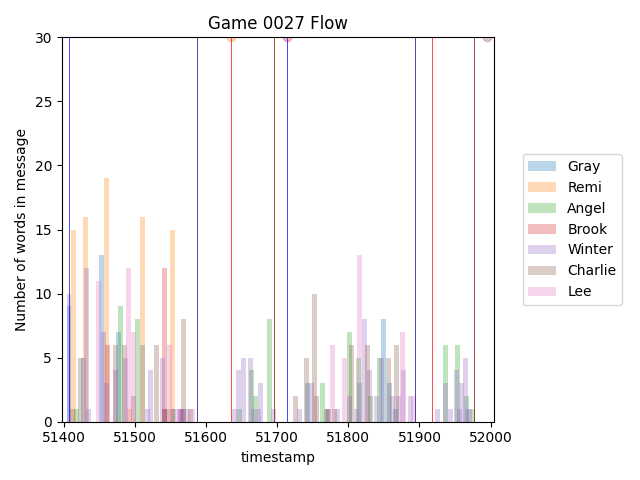 Game 0027 Flow
30
25
20
15
10
5
0
Number of words in message
51400 51500 51600 51700 51800 51900 52000
timestamp
Gray
Remi
Angel
Brook
Winter
Charlie
Lee